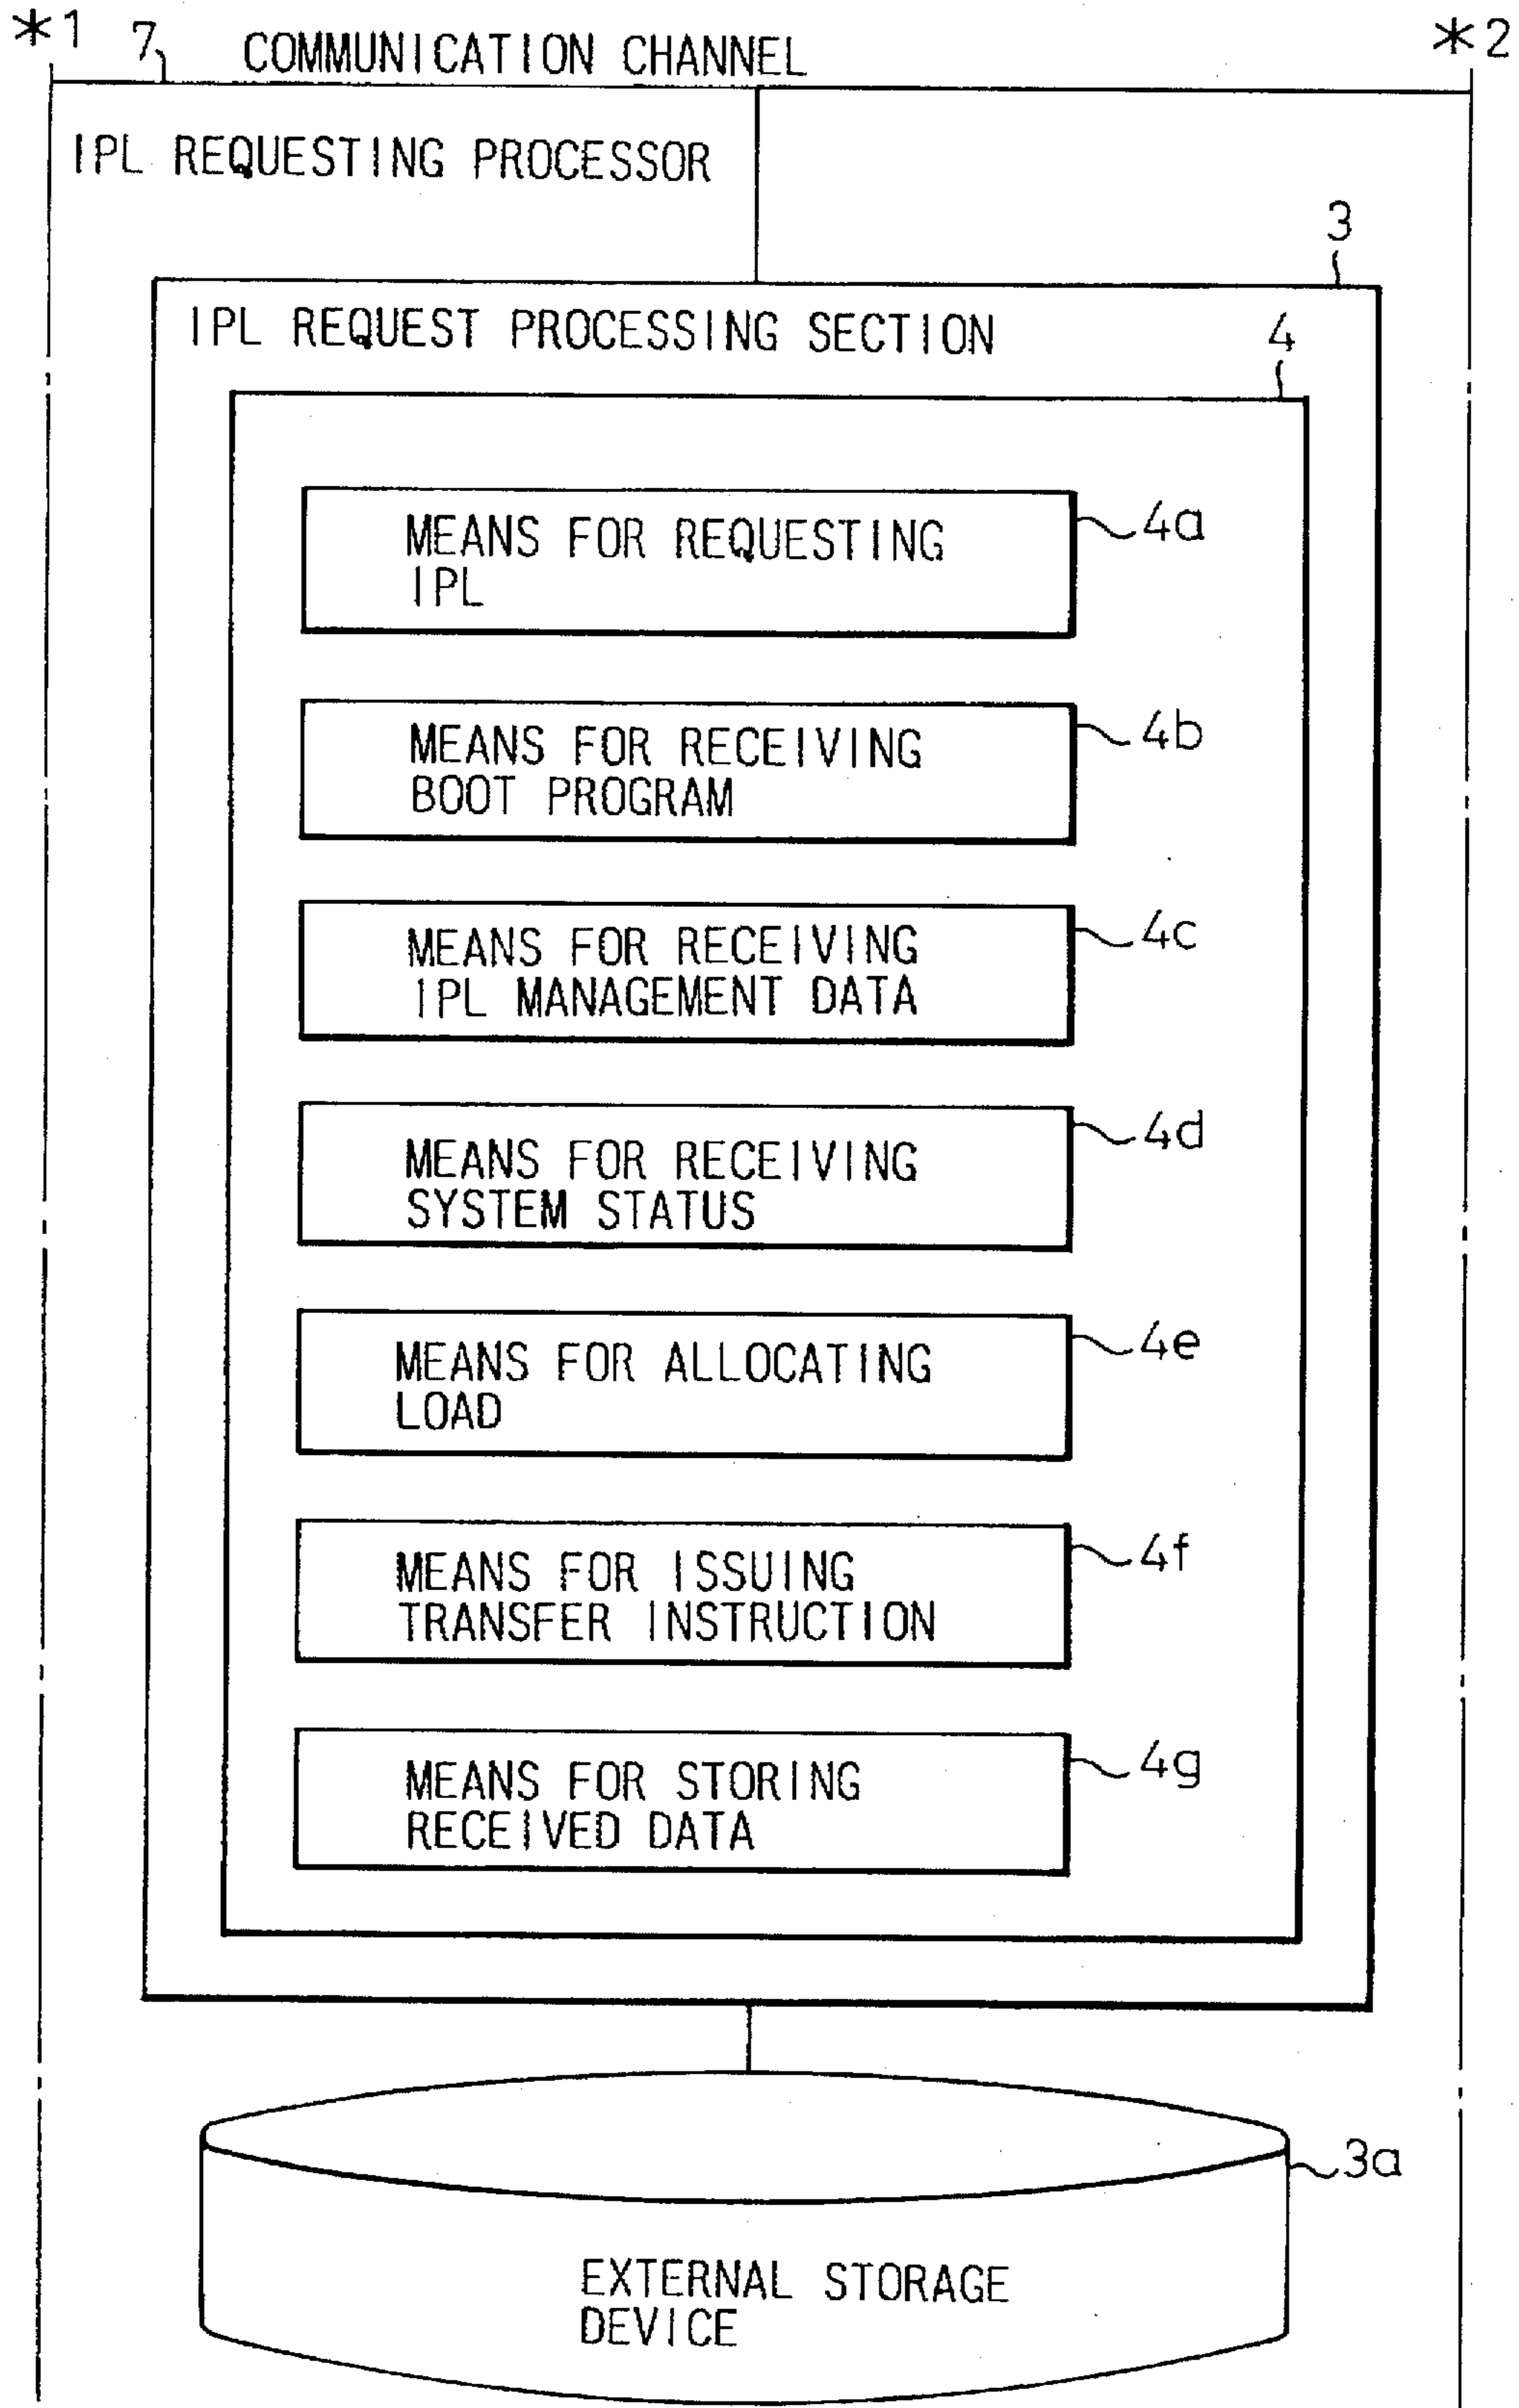 *1
*2
7
COMMUNICATION CHANNEL
IPL REQUESTING PROCESSOR
3
IPL REQUEST PROCESSING SECTION
4
MEANS FOR REQUESTING
IPL
4a
MEANS FOR RECEIVING
BOOT PROGRAM
4b
MEANS FOR RECEIVING
IPL MANAGEMENT DATA
4c
MEANS FOR RECEIVING
SYSTEM STATUS
4d
MEANS FOR ALLOCATING
LOAD
4e
MEANS FOR ISSUING
TRANSFER INSTRUCTION
4f
MEANS FOR STORING
RECEIVED DATA
4g
3a
EXTERNAL STORAGE
DEVICE